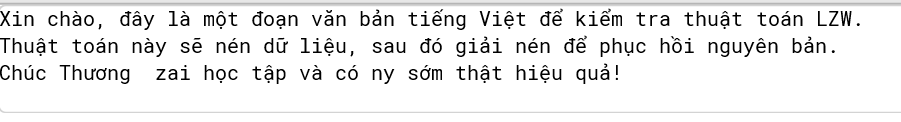 Xin chào, đây là một đoạn văn bản tiếng Việt để kiểm tra thuật toán LZW.
Thuật toán này sẽ nén dữ liệu, sau đó giải nén để phục hồi nguyên bản.
Chúc Thương  zai học tập và có ny sớm thật hiệu quả!